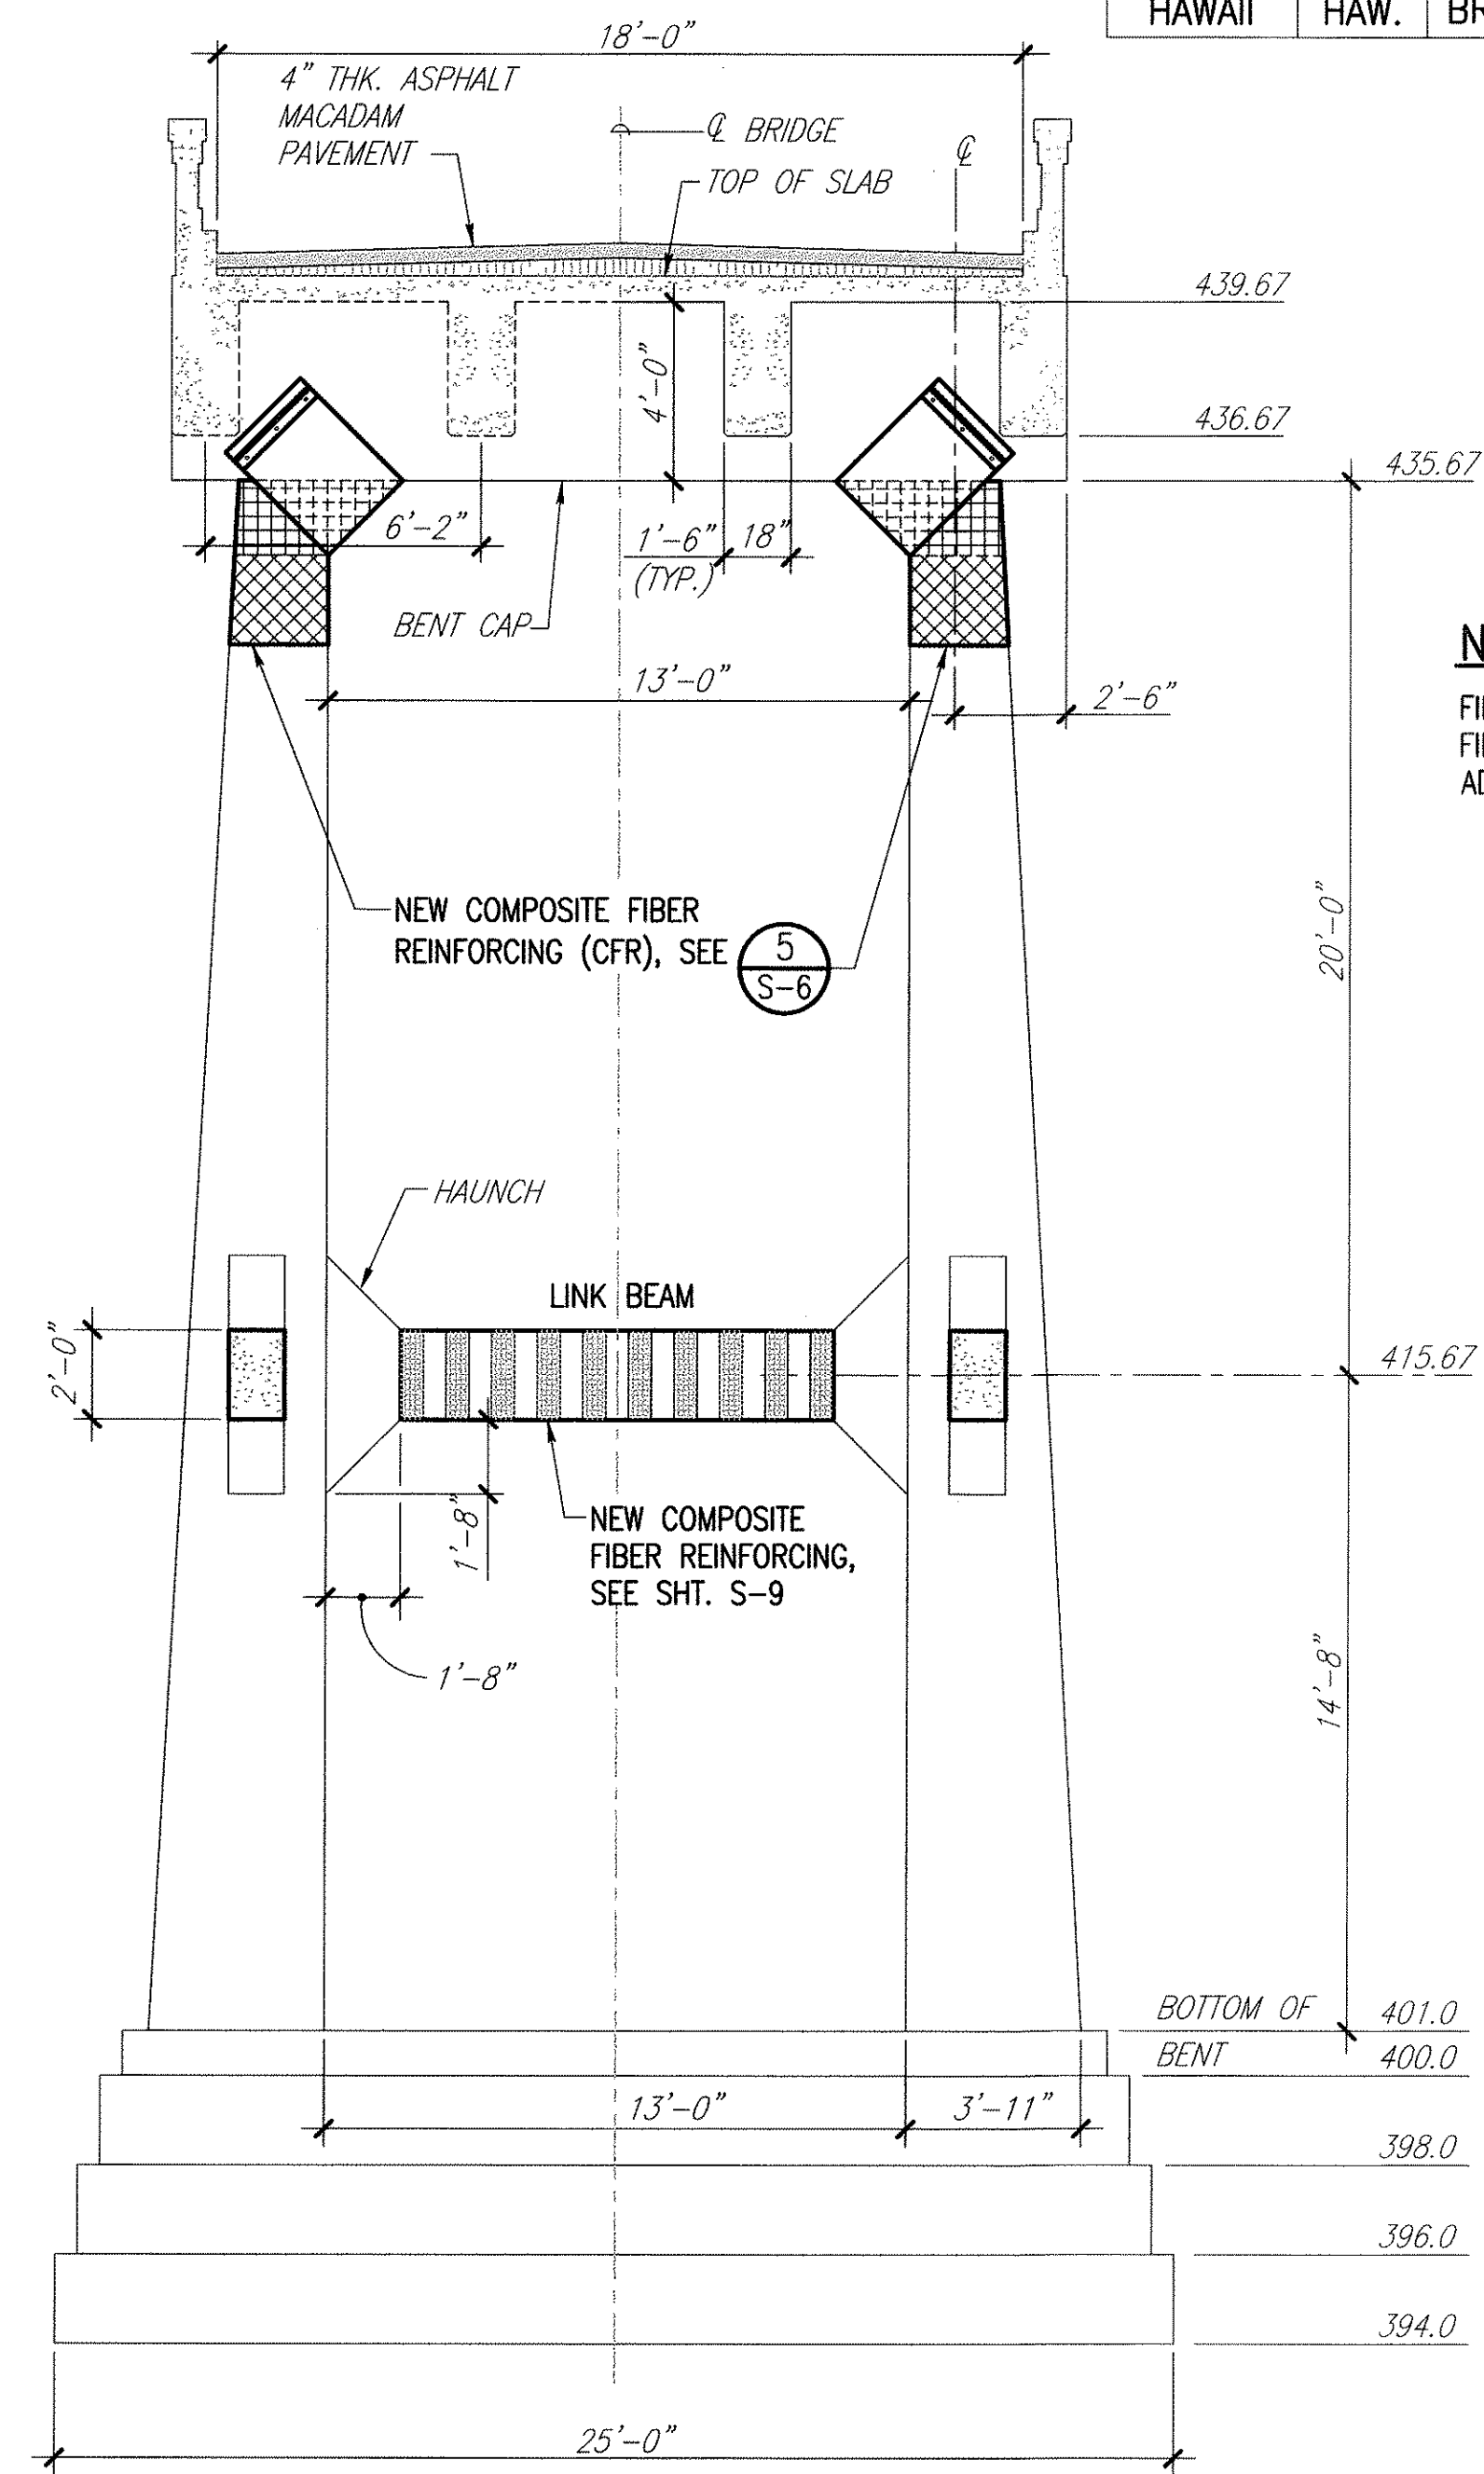 HAWAII HAW. BR
18'-0"
4" THK. ASPHALT
MACADAM
PAVEMENT
℄ BRIDGE
℄
TOP OF SLAB
439.67
4'-0"
436.67
435.67
6'-2"
1'-6"
(TYP.)
18"
BENT CAP
13'-0"
2'-6"
N
FI
FI
AD
NEW COMPOSITE FIBER
REINFORCING (CFR), SEE
5
S-6
20'-0"
HAUNCH
LINK BEAM
2'-0"
415.67
1'-8"
NEW COMPOSITE
FIBER REINFORCING,
SEE SHT. S-9
1'-8"
14'-8"
BOTTOM OF 401.0
BENT 400.0
13'-0"
3'-11"
398.0
396.0
394.0
25'-0"